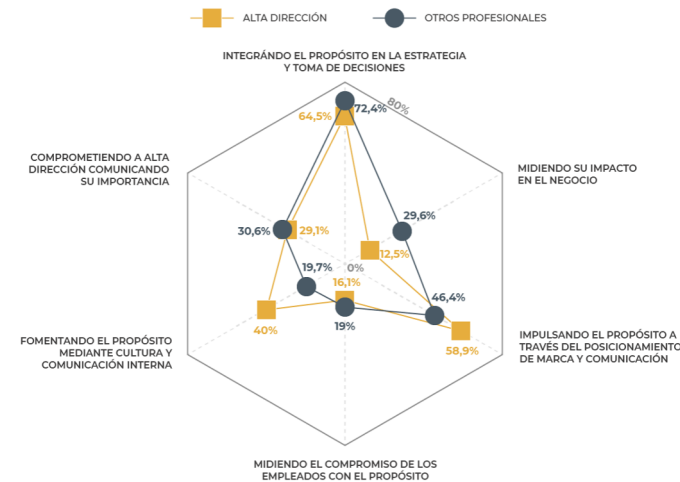 ALTA DIRECCIÓN
OTROS PROFESIONALES
INTEGRÁNDO EL PROPÓSITO EN LA ESTRATEGIA
Y TOMA DE DECISIONES
80%
64,5%
72,4%
COMPROMETIENDO A ALTA
DIRECCIÓN COMUNICANDO
SU IMPORTANCIA
MIDIENDO SU IMPACTO
EN EL NEGOCIO
30,6%
29,1%
29,6%
12,5%
19,7%
0%
16,1%
46,4%
40%
19%
58,9%
FOMENTANDO EL PROPÓSITO
MEDIANTE CULTURA Y
COMUNICACIÓN INTERNA
IMPULSANDO EL PROPÓSITO A
TRAVÉS DEL POSICIONAMIENTO
DE MARCA Y COMUNICACIÓN
MIDIENDO EL COMPROMISO DE LOS
EMPLEADOS CON EL PROPÓSITO